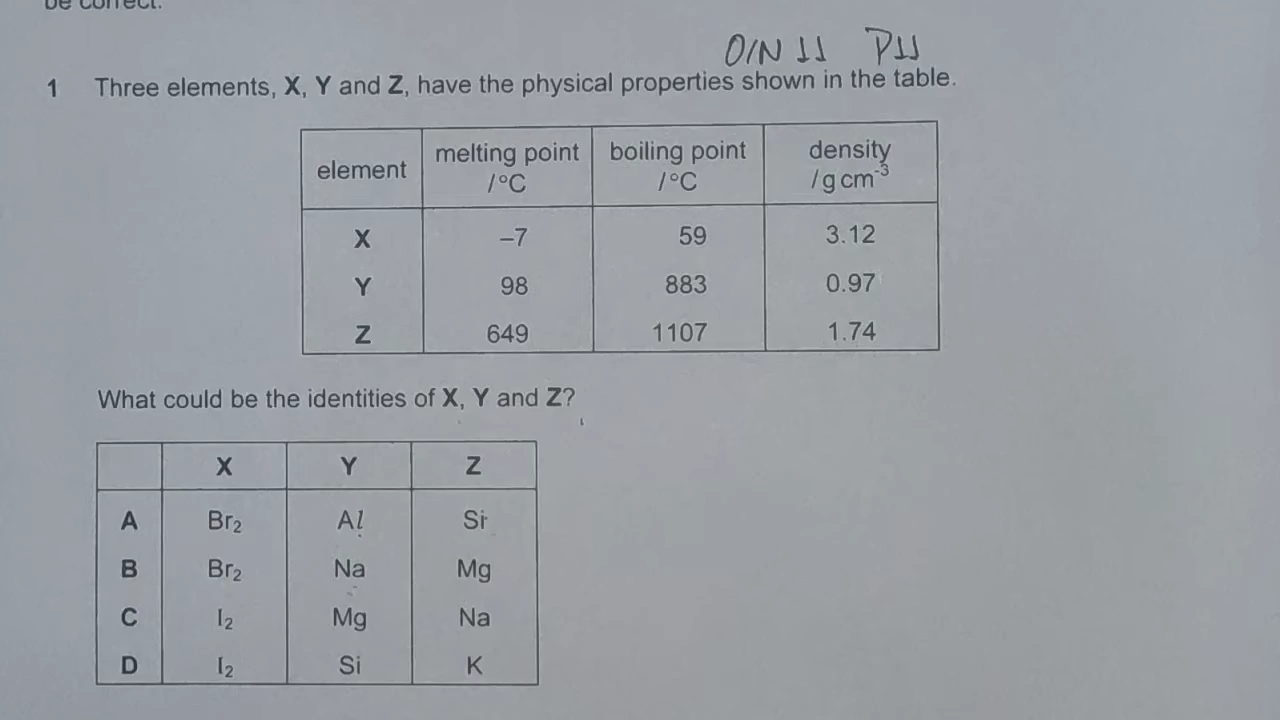 be correct.
O/N 11 P11
1 Three elements, X, Y and Z, have the physical properties shown in the table.
element melting point /°C boiling point /°C density /g cm⁻³
X –7 59 3.12
Y 98 883 0.97
Z 649 1107 1.74
What could be the identities of X, Y and Z?
X Y Z
A Br₂ Al Si
B Br₂ Na Mg
C I₂ Mg Na
D I₂ Si K